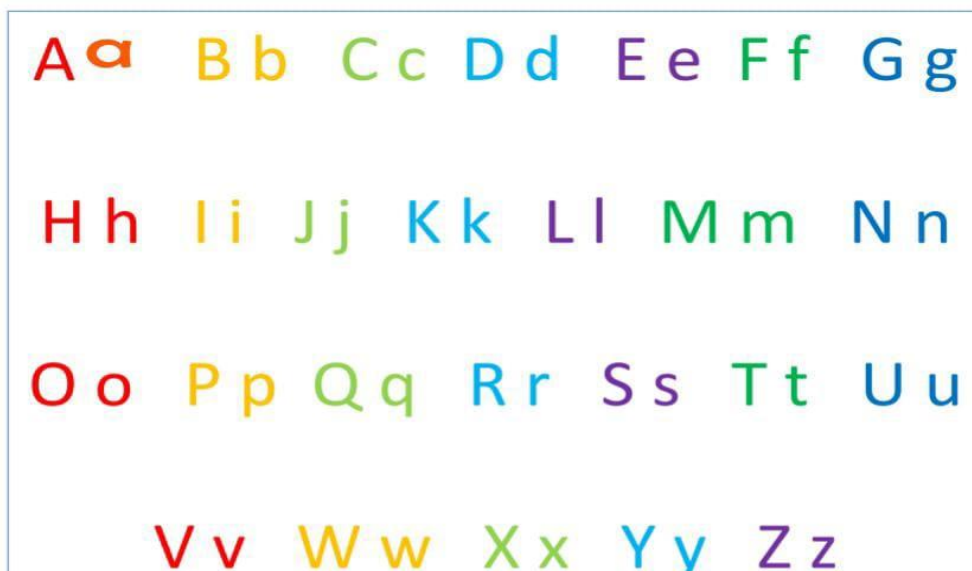 A a B b C c D d E e F f G g
H h I i J j K k L l M m N n
O o P p Q q R r S s T t U u
V v W w X x Y y Z z